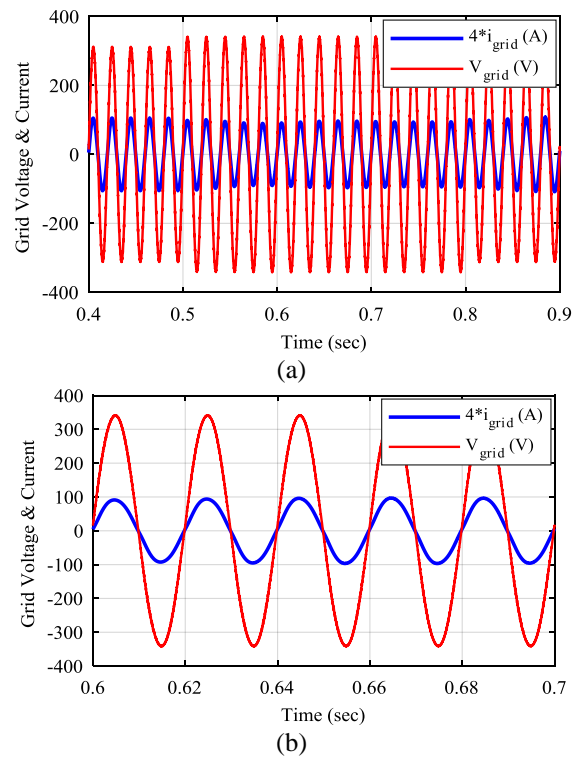 400
200
0
-200
-400
Grid Voltage & Current
4*i_grid (A)
V_grid (V)
0.4 0.5 0.6 0.7 0.8 0.9
Time (sec)
(a)
400
300
200
100
0
-100
-200
-300
-400
Grid Voltage & Current
4*i_grid (A)
V_grid (V)
0.6 0.62 0.64 0.66 0.68 0.7
Time (sec)
(b)